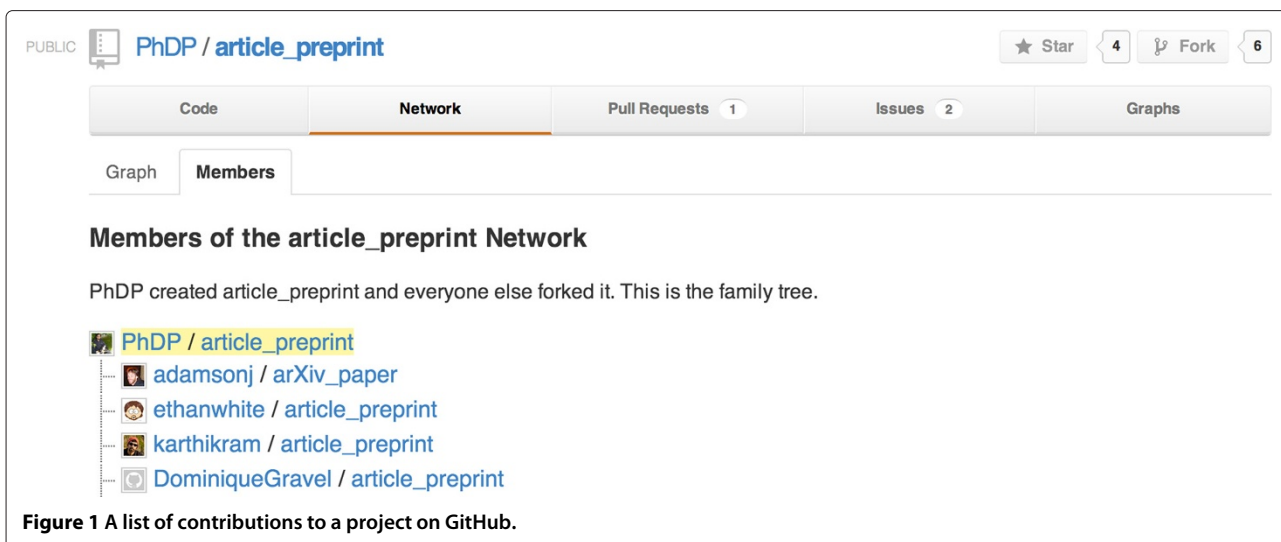 PUBLIC PhDP / article_preprint Star 4 Fork 6
Code Network Pull Requests 1 Issues 2 Graphs
Graph Members
Members of the article_preprint Network
PhDP created article_preprint and everyone else forked it. This is the family tree.
PhDP / article_preprint
adamsonj / arXiv_paper
ethanwhite / article_preprint
karthikram / article_preprint
DominiqueGravel / article_preprint
Figure 1 A list of contributions to a project on GitHub.